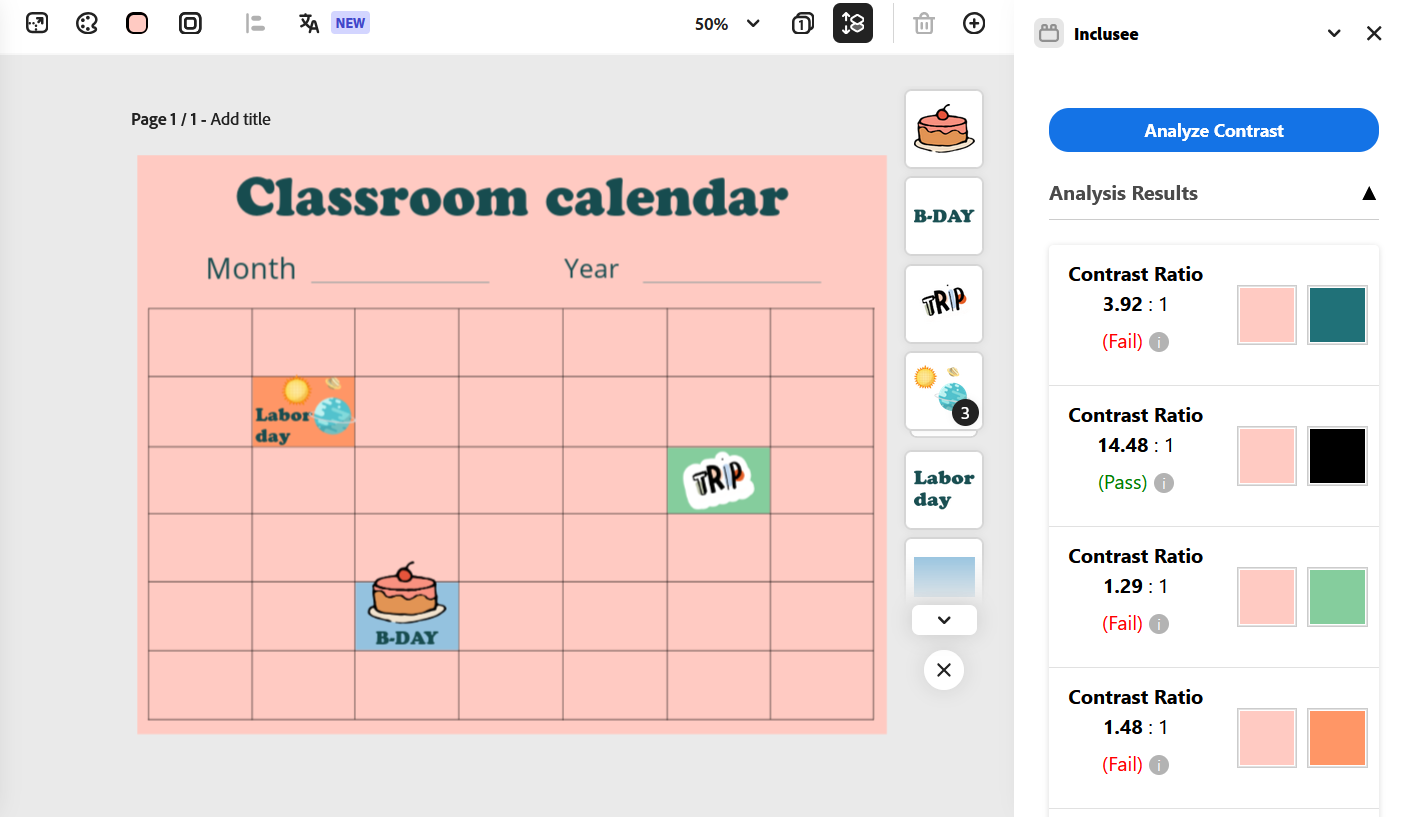 NEW
50%
1
Inclusee
Page 1 / 1 - Add title
Analyze Contrast
Analysis Results
Classroom calendar
Month
Year
Labor
day
TRIP
B-DAY
B-DAY
TRIP
3
Labor
day
Contrast Ratio
3.92 : 1
(Fail) i
Contrast Ratio
14.48 : 1
(Pass) i
Contrast Ratio
1.29 : 1
(Fail) i
Contrast Ratio
1.48 : 1
(Fail) i